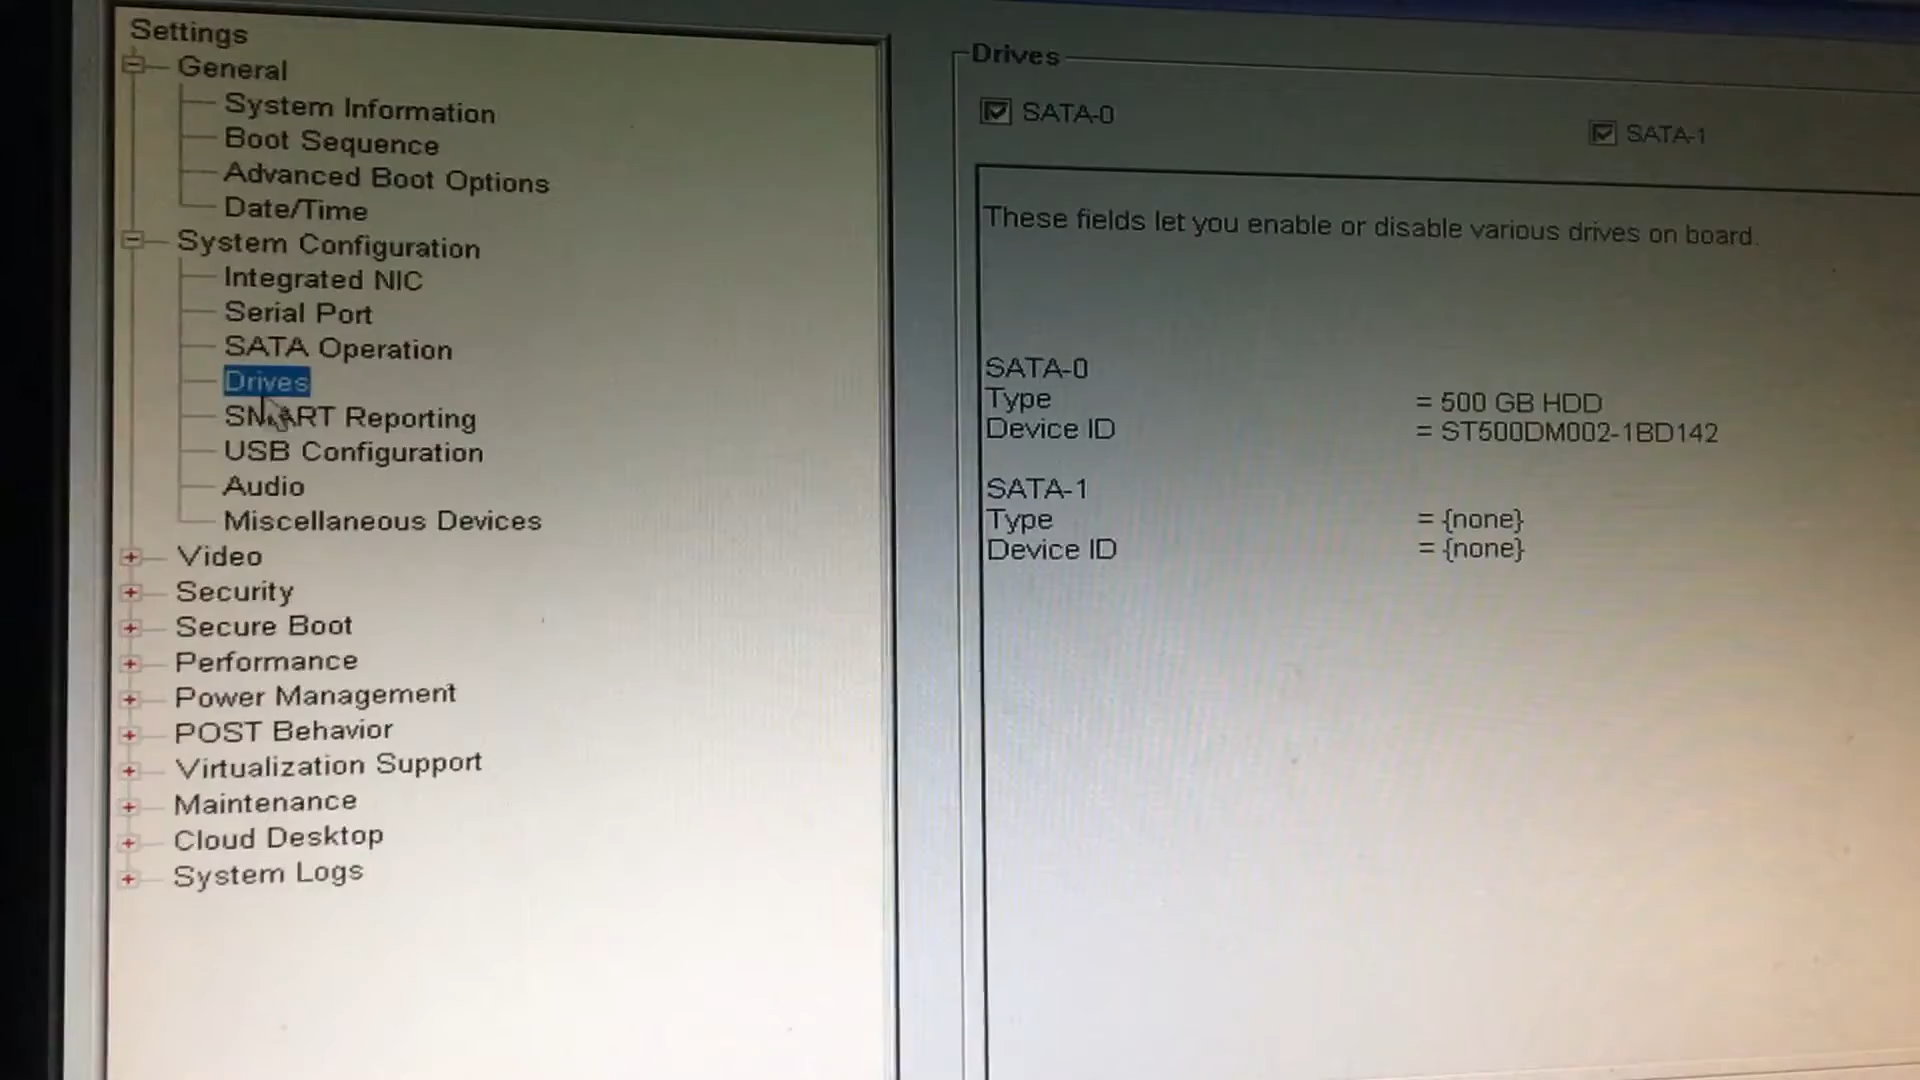 Settings
General
System Information
Boot Sequence
Advanced Boot Options
Date/Time
System Configuration
Integrated NIC
Serial Port
SATA Operation
Drives
SMART Reporting
USB Configuration
Audio
Miscellaneous Devices
Video
Security
Secure Boot
Performance
Power Management
POST Behavior
Virtualization Support
Maintenance
Cloud Desktop
System Logs
Drives
SATA-0
SATA-1
These fields let you enable or disable various drives on board.
SATA-0
Type = 500 GB HDD
Device ID = ST500DM002-1BD142
SATA-1
Type = {none}
Device ID = {none}